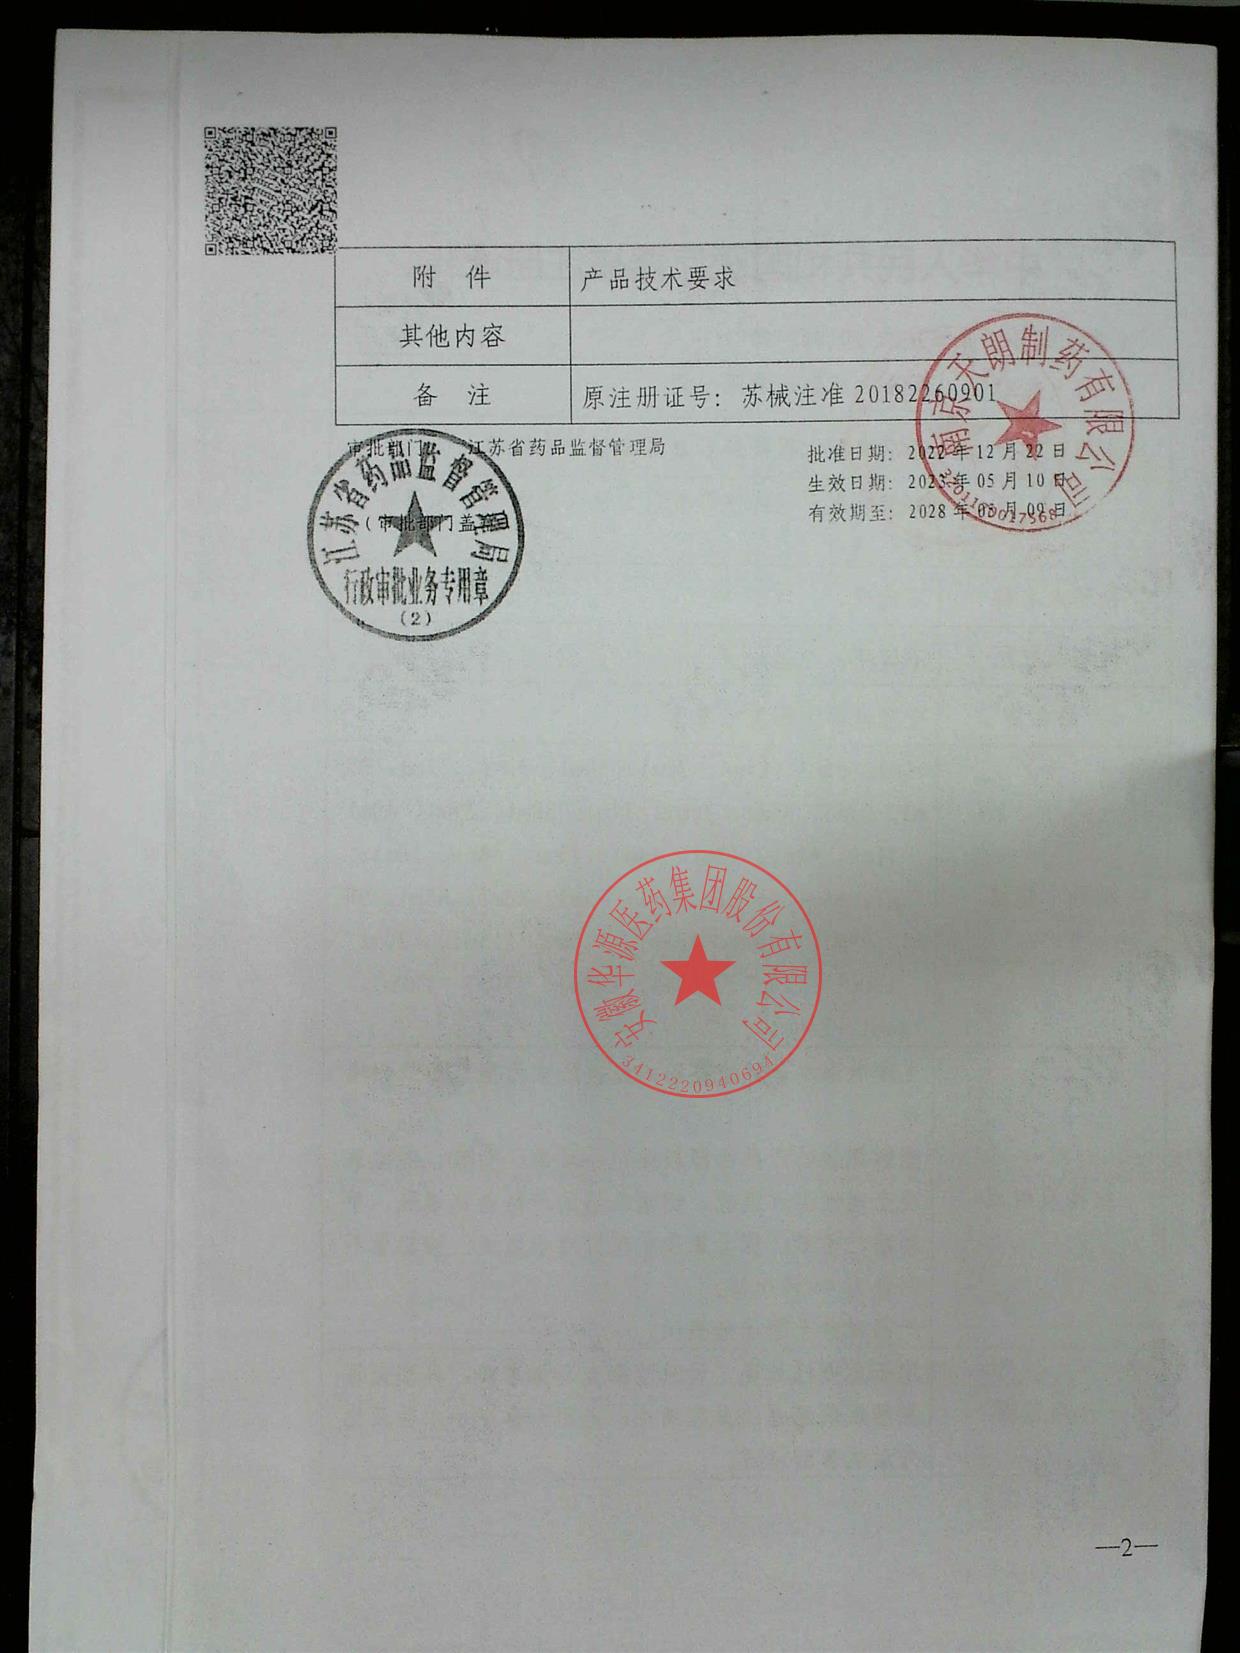 附 件 产品技术要求
其他内容
备 注 原注册证号：苏械注准 20182260901
审批部门：江苏省药品监督管理局
批准日期：2022 年 12 月 22 日
生效日期：2023 年 05 月 10 日
有效期至：2028 年 05 月 09 日
（审批部门盖
江苏省药品监督管理局
行政审批业务专用章
（2）
南京天朗制药有限公司
安徽华源医药集团股份有限公司
3412220940694
—2—